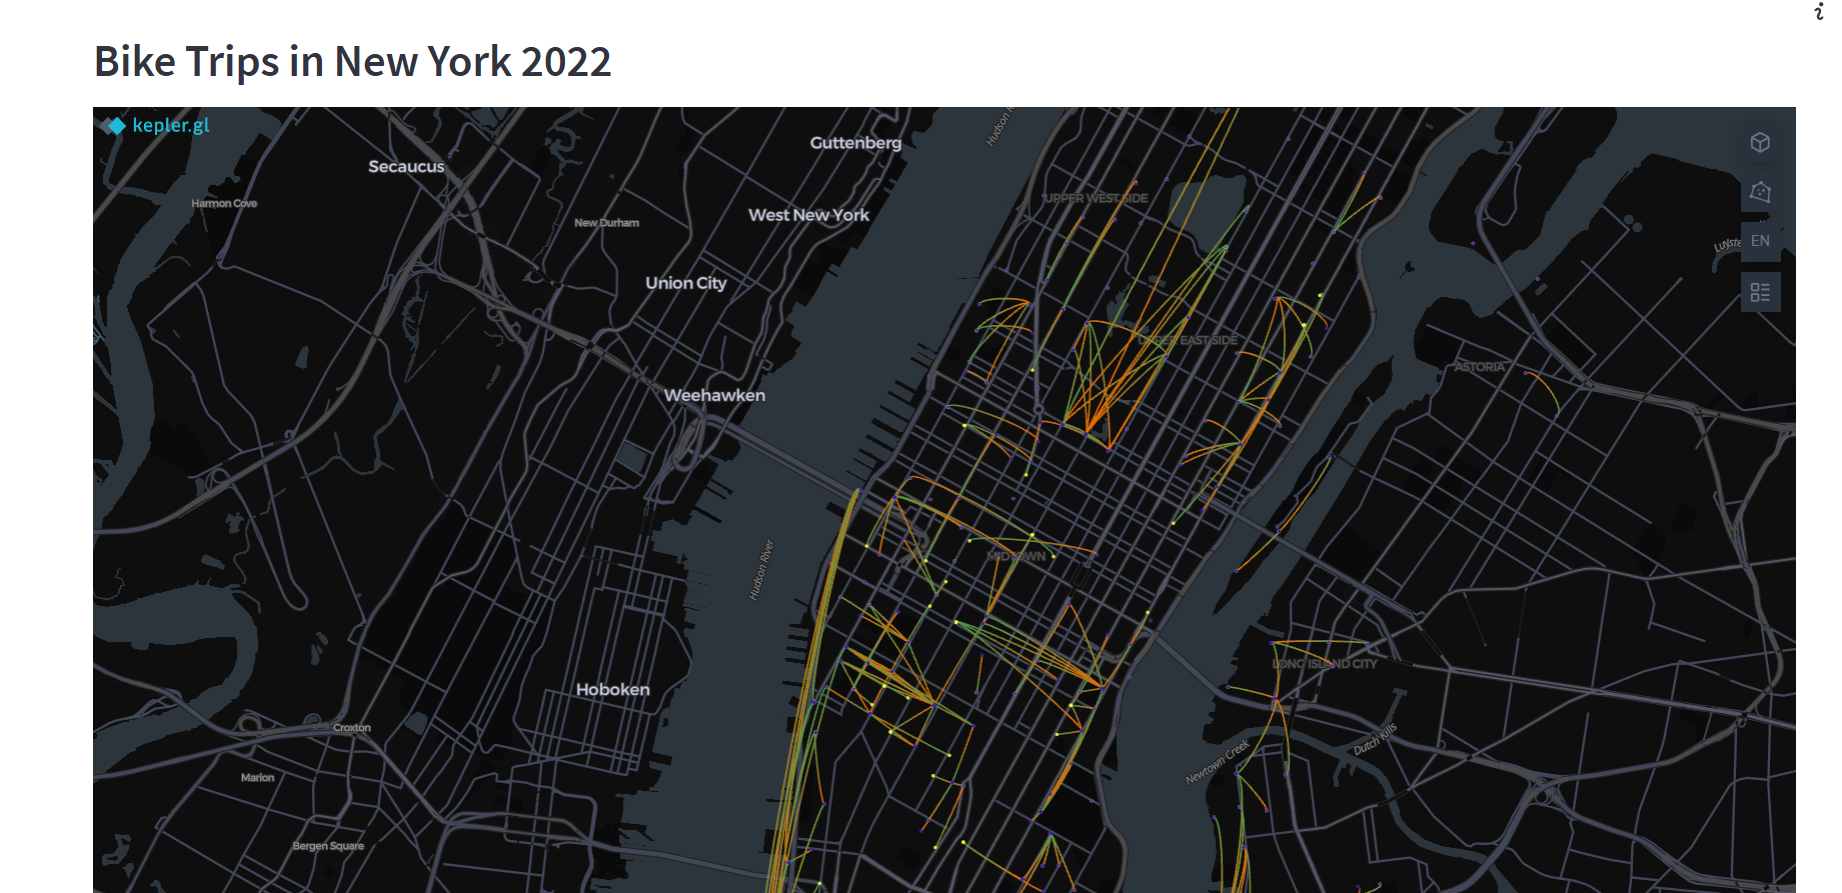 Bike Trips in New York 2022
kepler.gl
Guttenberg
Secaucus
UPPER WEST SIDE
Harmon Cove
West New York
New Durham
EN
Union City
UPPER EAST SIDE
ASTORIA
Weehawken
MIDTOWN
Hudson River
LONG ISLAND CITY
Hoboken
Croxton
Dutch Kills
Newtown Creek
Marion
Bergen Square